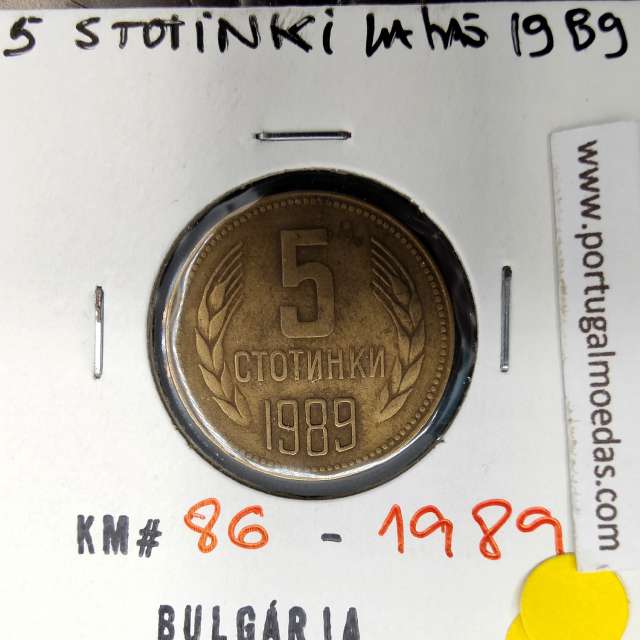 5 STOTINKI Latão 1989
5
СТОТИНКИ
1989
www.portugalmoedas.com
KM# 86 - 1989
BULGÁRIA